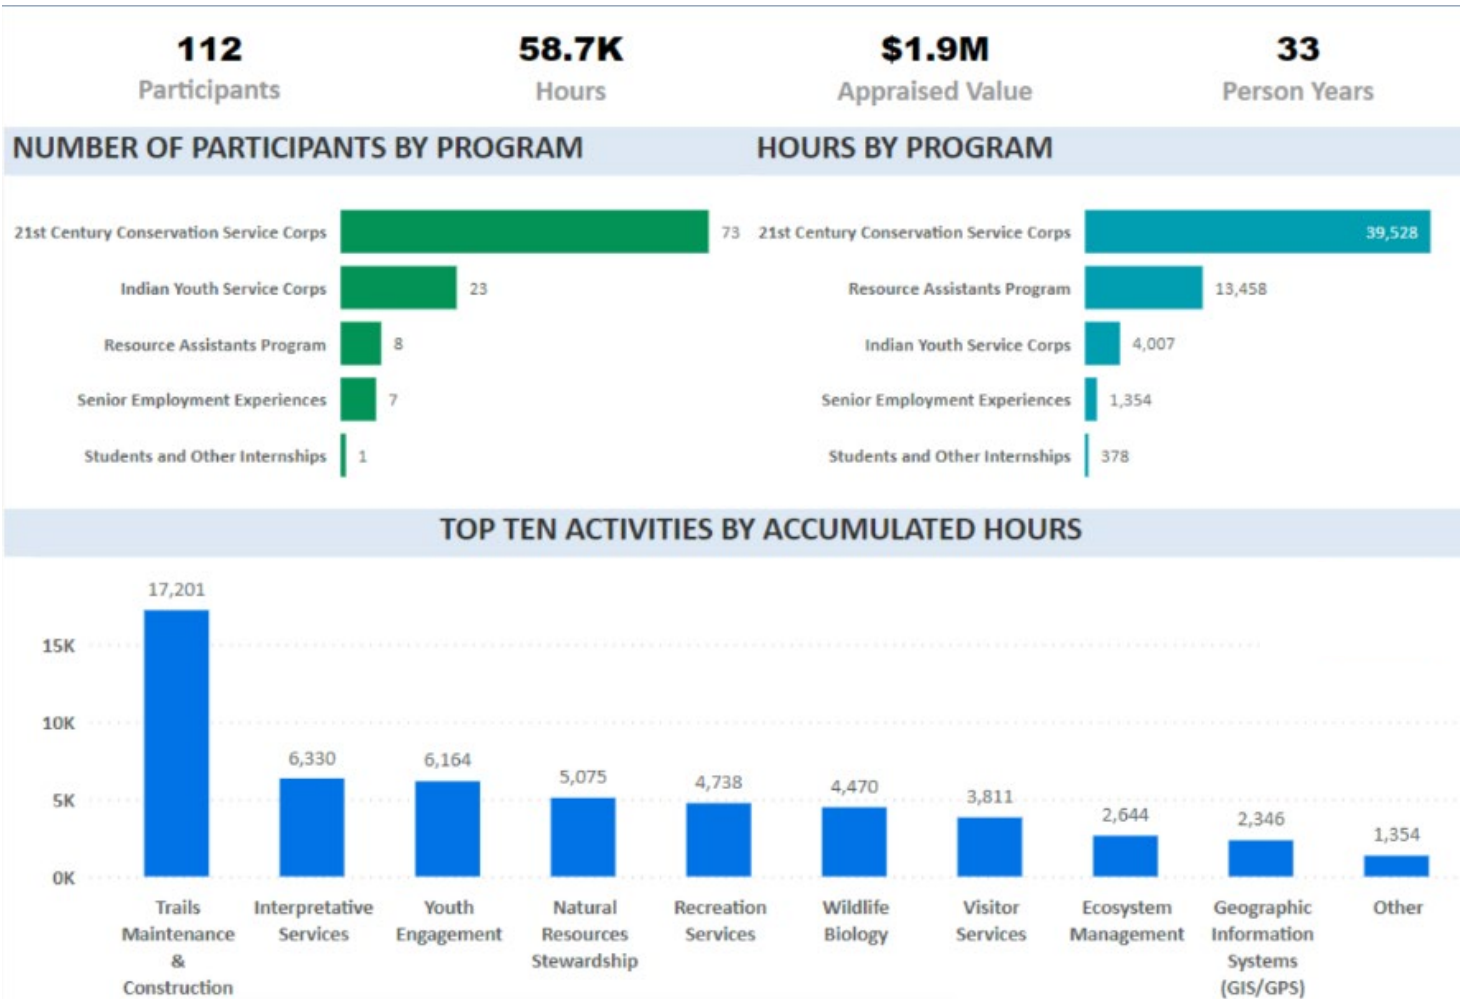 112
Participants
58.7K
Hours
$1.9M
Appraised Value
33
Person Years
NUMBER OF PARTICIPANTS BY PROGRAM
21st Century Conservation Service Corps 73
Indian Youth Service Corps 23
Resource Assistants Program 8
Senior Employment Experiences 7
Students and Other Internships 1
HOURS BY PROGRAM
21st Century Conservation Service Corps 39,528
Resource Assistants Program 13,458
Indian Youth Service Corps 4,007
Senior Employment Experiences 1,354
Students and Other Internships 378
TOP TEN ACTIVITIES BY ACCUMULATED HOURS
15K
10K
5K
0K
17,201
6,330
6,164
5,075
4,738
4,470
3,811
2,644
2,346
1,354
Trails
Maintenance
&
Construction
Interpretative
Services
Youth
Engagement
Natural
Resources
Stewardship
Recreation
Services
Wildlife
Biology
Visitor
Services
Ecosystem
Management
Geographic
Information
Systems
(GIS/GPS)
Other